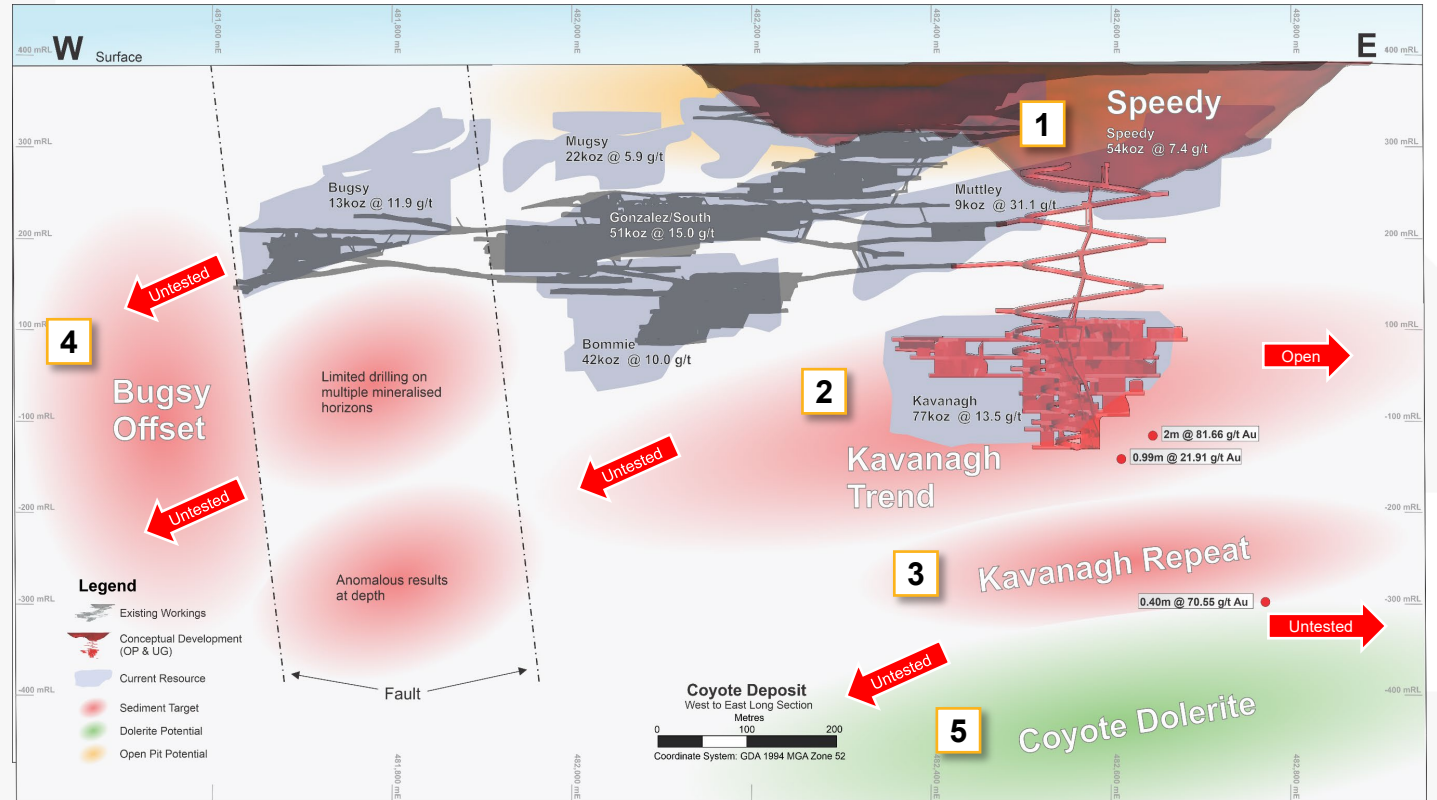 481,600 mE
481,800 mE
482,000 mE
482,200 mE
482,400 mE
482,600 mE
482,800 mE
400 mRL
W
Surface
E
400 mRL
Speedy
1
Speedy
54koz @ 7.4 g/t
300 mRL
Mugsy
22koz @ 5.9 g/t
300 mRL
Bugsy
13koz @ 11.9 g/t
Muttley
9koz @ 31.1 g/t
Gonzalez/South
51koz @ 15.0 g/t
200 mRL
200 mRL
Untested
100 mRL
100 mRL
4
Bommie
42koz @ 10.0 g/t
Open
Bugsy
Offset
Limited drilling on
multiple mineralised
horizons
2
Kavanagh
77koz @ 13.5 g/t
-100 mRL
-100 mRL
2m @ 81.66 g/t Au
0.99m @ 21.91 g/t Au
Kavanagh
Trend
Untested
Untested
-200 mRL
-200 mRL
3
Kavanagh Repeat
Anomalous results
at depth
0.40m @ 70.55 g/t Au
-300 mRL
-300 mRL
Untested
Legend
Existing Workings
Conceptual Development
(OP & UG)
Current Resource
Sediment Target
Dolerite Potential
Open Pit Potential
Fault
Untested
-400 mRL
-400 mRL
Coyote Deposit
West to East Long Section
Metres
0 100 200
Coordinate System: GDA 1994 MGA Zone 52
5
Coyote Dolerite
481,800 mE
482,000 mE
482,400 mE
482,600 mE
482,800 mE